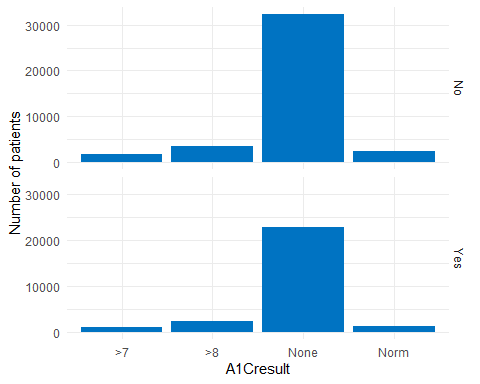 30000
20000
10000
0
No
30000
20000
10000
0
Yes
Number of patients
>7 >8 None Norm
A1Cresult